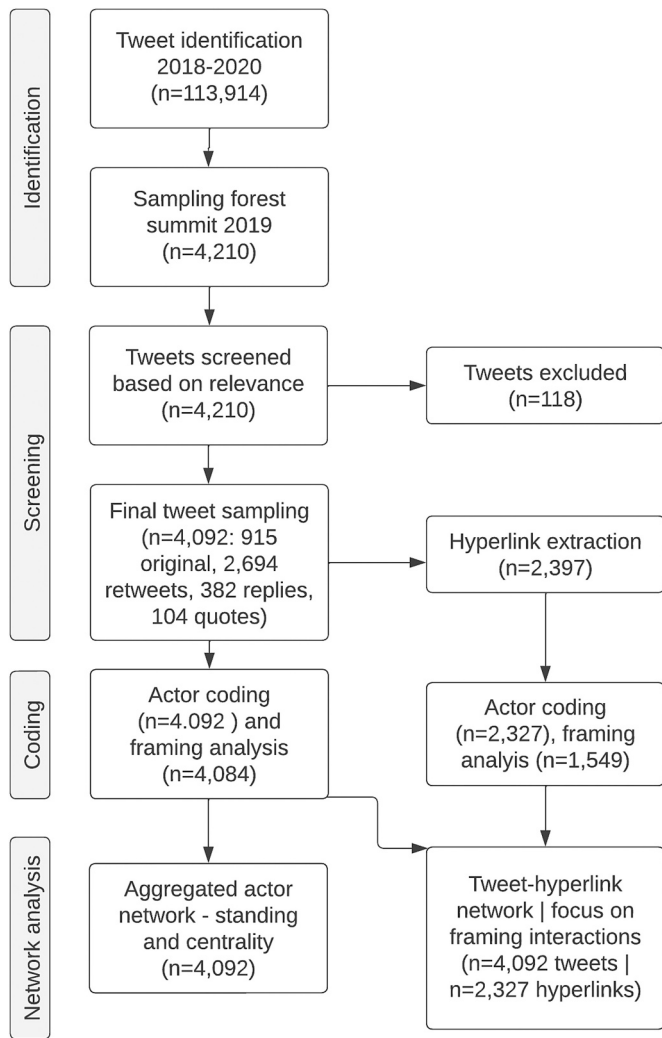 Identification
Tweet identification
2018-2020
(n=113,914)
Sampling forest
summit 2019
(n=4,210)
Screening
Tweets screened
based on relevance
(n=4,210)
Tweets excluded
(n=118)
Final tweet sampling
(n=4,092: 915
original, 2,694
retweets, 382 replies,
104 quotes)
Hyperlink extraction
(n=2,397)
Coding
Actor coding
(n=4.092 ) and
framing analysis
(n=4,084)
Actor coding
(n=2,327), framing
analyis (n=1,549)
Network analysis
Aggregated actor
network - standing
and centrality
(n=4,092)
Tweet-hyperlink
network | focus on
framing interactions
(n=4,092 tweets |
n=2,327 hyperlinks)